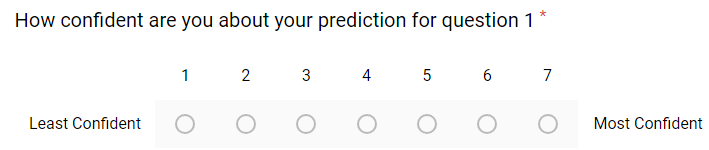 How confident are you about your prediction for question 1 *
1 2 3 4 5 6 7
Least Confident Most Confident